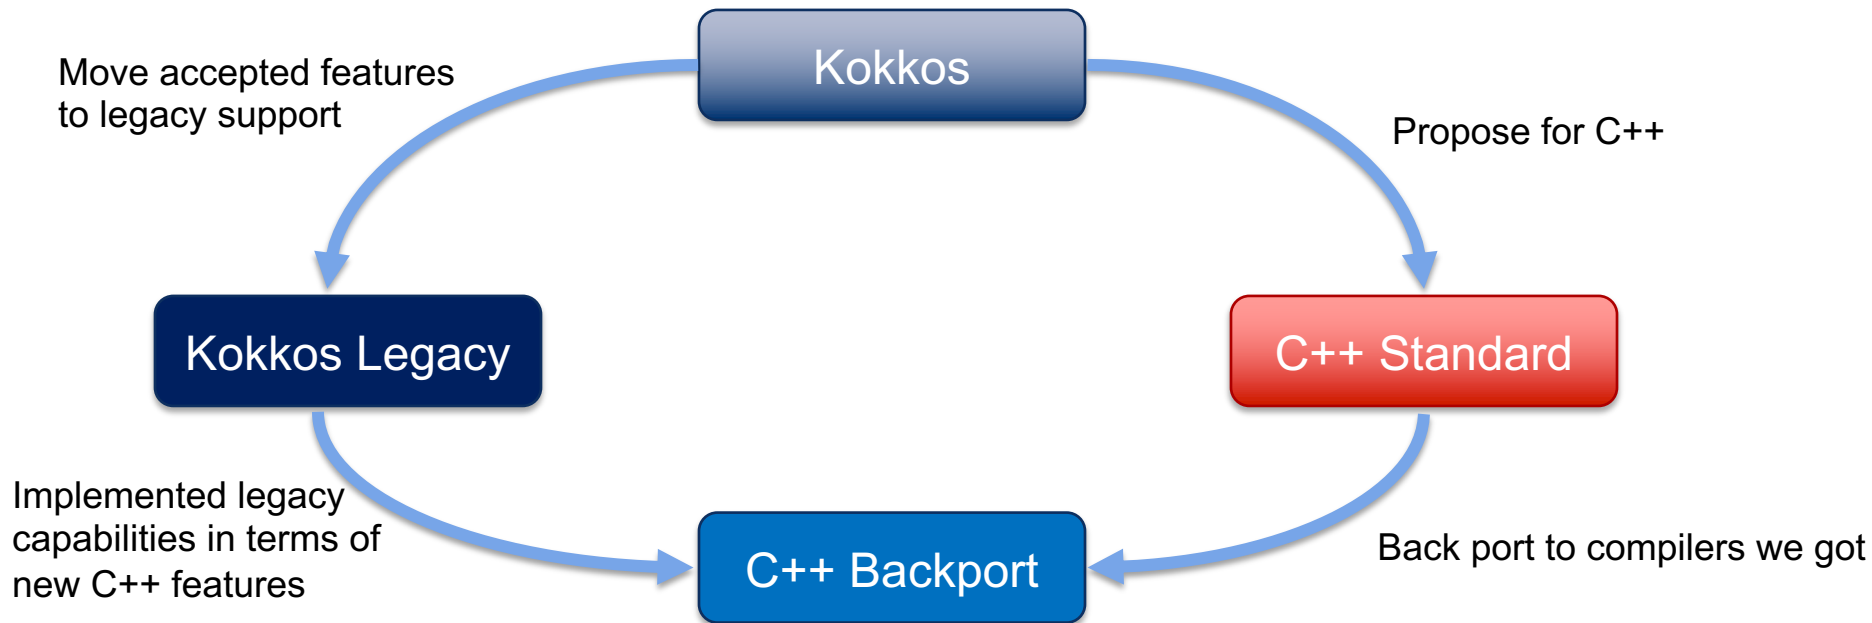 Kokkos
Move accepted features
to legacy support
Propose for C++
Kokkos Legacy
C++ Standard
Implemented legacy
capabilities in terms of
new C++ features
C++ Backport
Back port to compilers we got